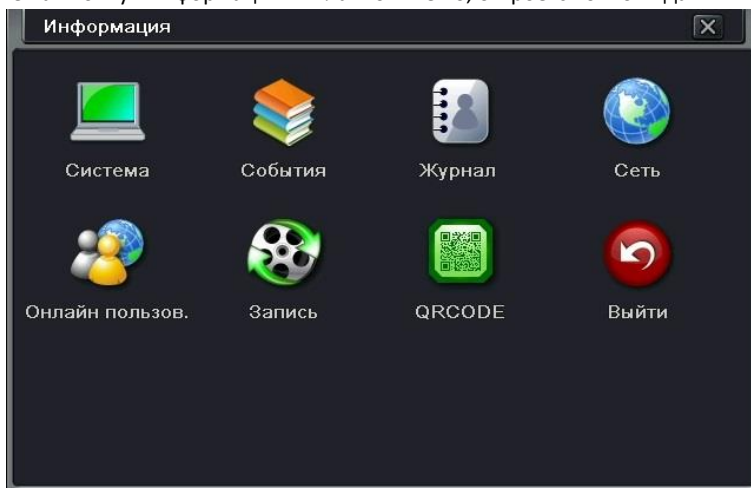 Информация
Система События Журнал Сеть
Онлайн пользов. Запись QRCODE Выйти